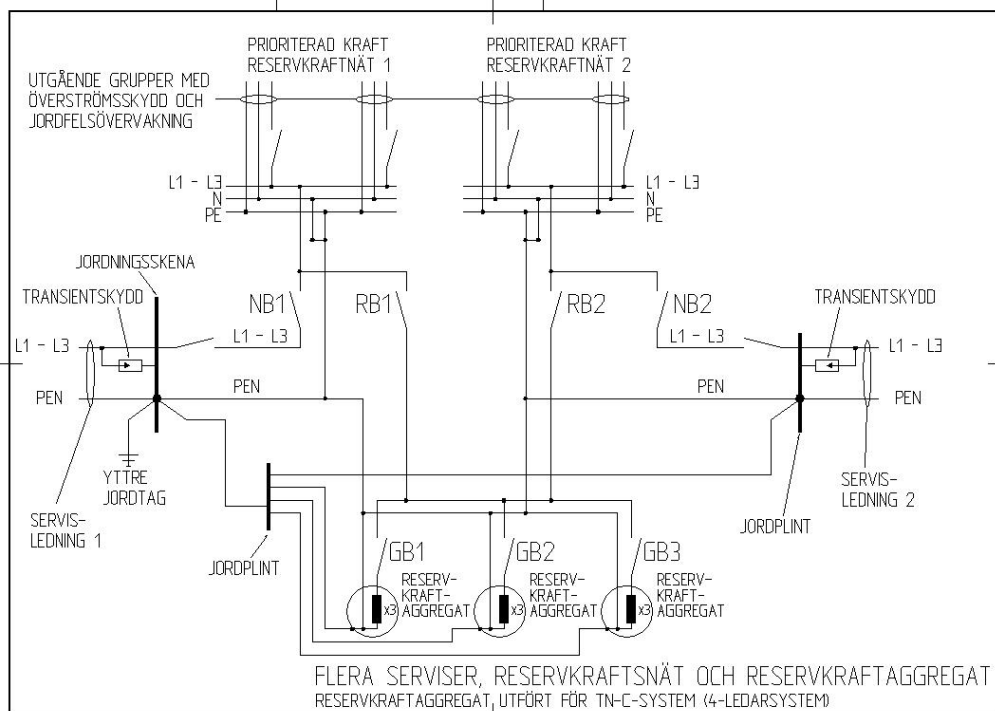 PRIORITERAD KRAFT
RESERVKRAFTNÄT 1
PRIORITERAD KRAFT
RESERVKRAFTNÄT 2
UTGÅENDE GRUPPER MED
ÖVERSTRÖMSSKYDD OCH
JORDFELSÖVERVAKNING
L1 - L3
N
PE
L1 - L3
N
PE
JORDNINGSSKENA
TRANSIENTSKYDD
NB1
RB1
RB2
NB2
TRANSIENTSKYDD
L1 - L3
L1 - L3
L1 - L3
L1 - L3
PEN
PEN
PEN
PEN
YTTRE
JORDTAG
SERVIS-
LEDNING 1
SERVIS-
LEDNING 2
JORDPLINT
JORDPLINT
GB1
GB2
GB3
RESERV-
KRAFT-
AGGREGAT
x3
RESERV-
KRAFT-
AGGREGAT
x3
RESERV-
KRAFT-
AGGREGAT
x3
FLERA SERVISER, RESERVKRAFTSNÄT OCH RESERVKRAFTAGGREGAT
RESERVKRAFTAGGREGAT, UTFÖRT FÖR TN-C-SYSTEM (4-LEDARSYSTEM)